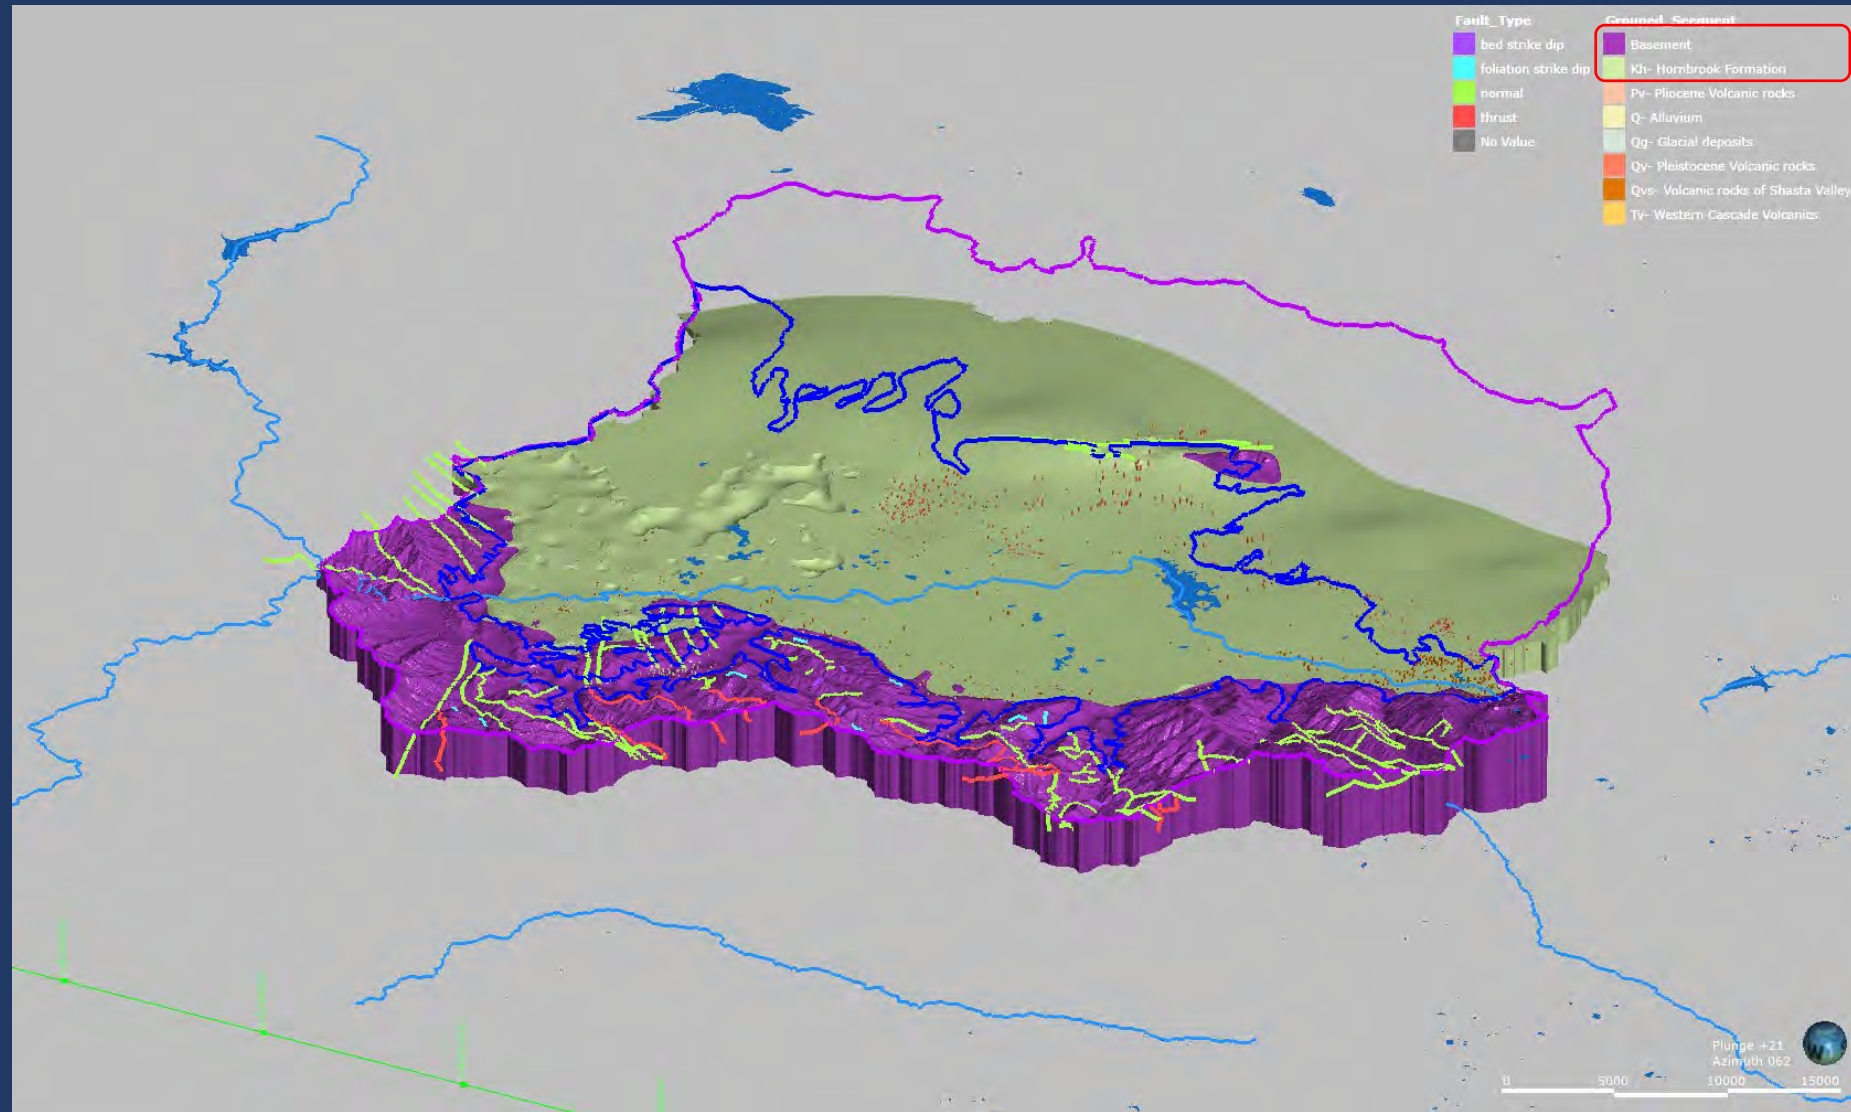 Fault_Type
bed strike dip
foliation strike dip
normal
thrust
No Value
Grouped_Seequent
Basement
Kh- Hornbrook Formation
Pv- Pliocene Volcanic rocks
Q- Alluvium
Qg- Glacial deposits
Qv- Pleistocene Volcanic rocks
Qvs- Volcanic rocks of Shasta Valley
Tv- Western Cascade Volcanics
Plunge +21
Azimuth 062
0 5000 10000 15000